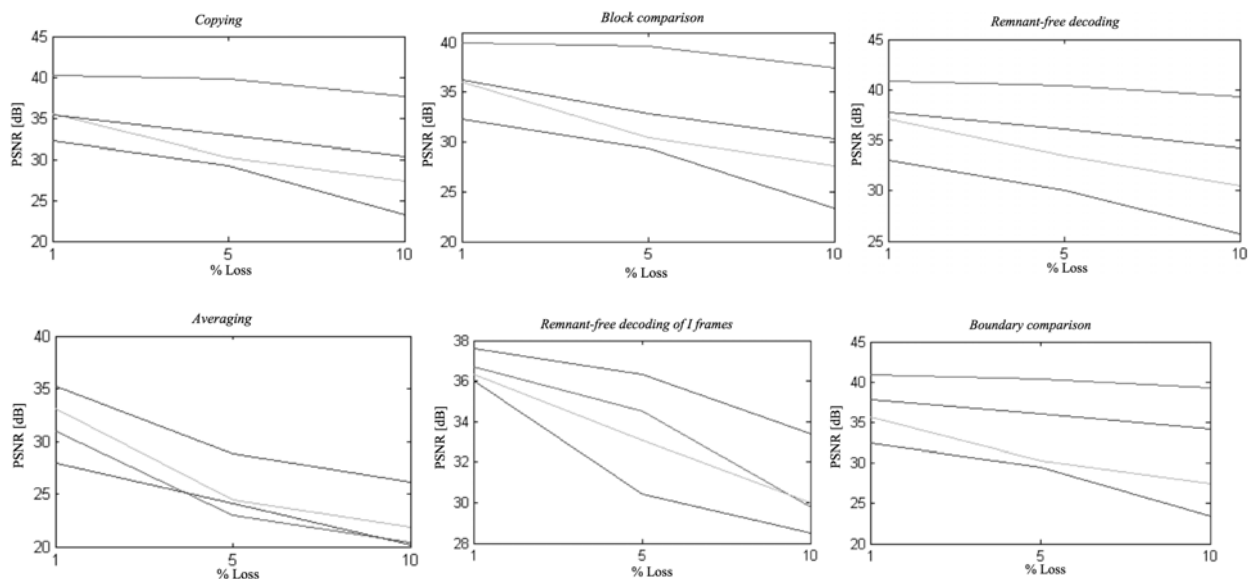 Copying
45
40
35
30
25
20
PSNR [dB]
1
5
10
% Loss
Block comparison
40
35
30
25
20
PSNR [dB]
1
5
10
% Loss
Remnant-free decoding
45
40
35
30
25
PSNR [dB]
1
5
10
% Loss
Averaging
40
35
30
25
20
PSNR [dB]
1
5
10
% Loss
Remnant-free decoding of I frames
38
36
34
32
30
28
PSNR [dB]
1
5
10
% Loss
Boundary comparison
45
40
35
30
25
20
PSNR [dB]
1
5
10
% Loss